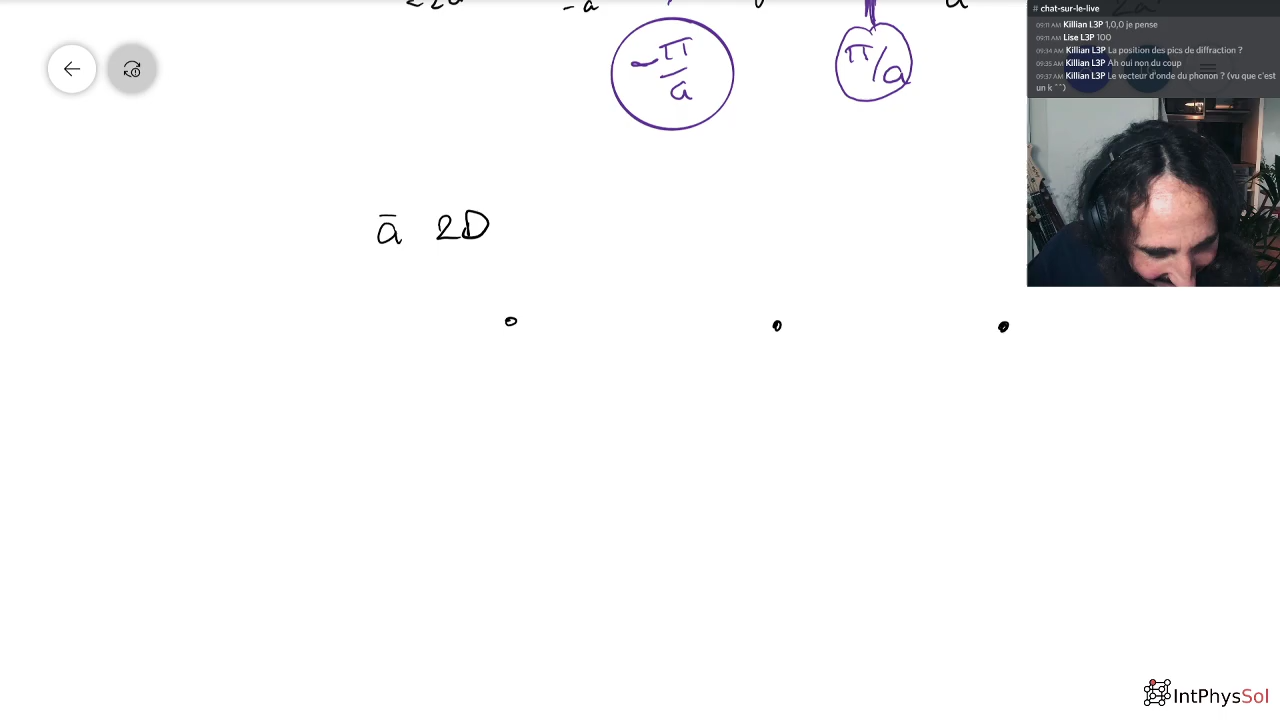 # chat-sur-le-live
09:11 AM Killian L3P 1,0,0 je pense
09:11 AM Lise L3P 100
09:34 AM Killian L3P La position des pics de diffraction ?
09:35 AM Killian L3P Ah oui non du coup
09:37 AM Killian L3P Le vecteur d'onde du phonon ? (vu que c'est
un k ^^)
-π/a
π/a
à 2D
IntPhysSol